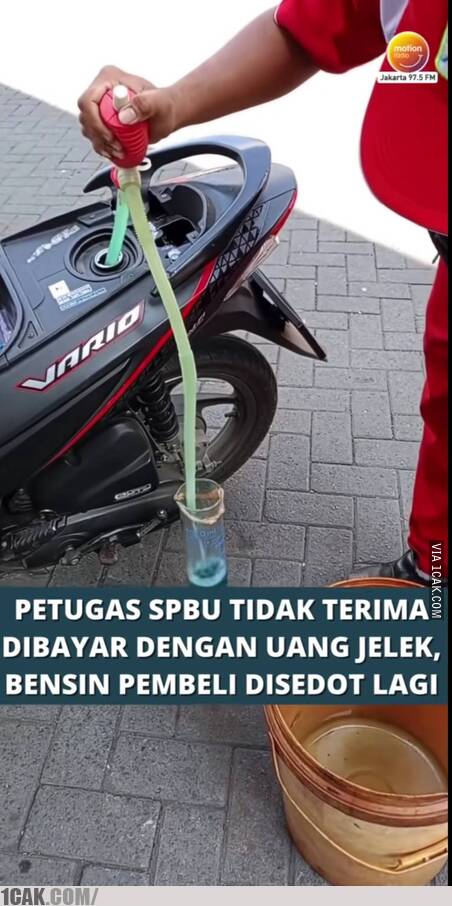 motion
radio
Jakarta 97.5 FM
VARIO
VIA 1CAK.COM
PETUGAS SPBU TIDAK TERIMA
DIBAYAR DENGAN UANG JELEK,
BENSIN PEMBELI DISEDOT LAGI
1CAK.COM/